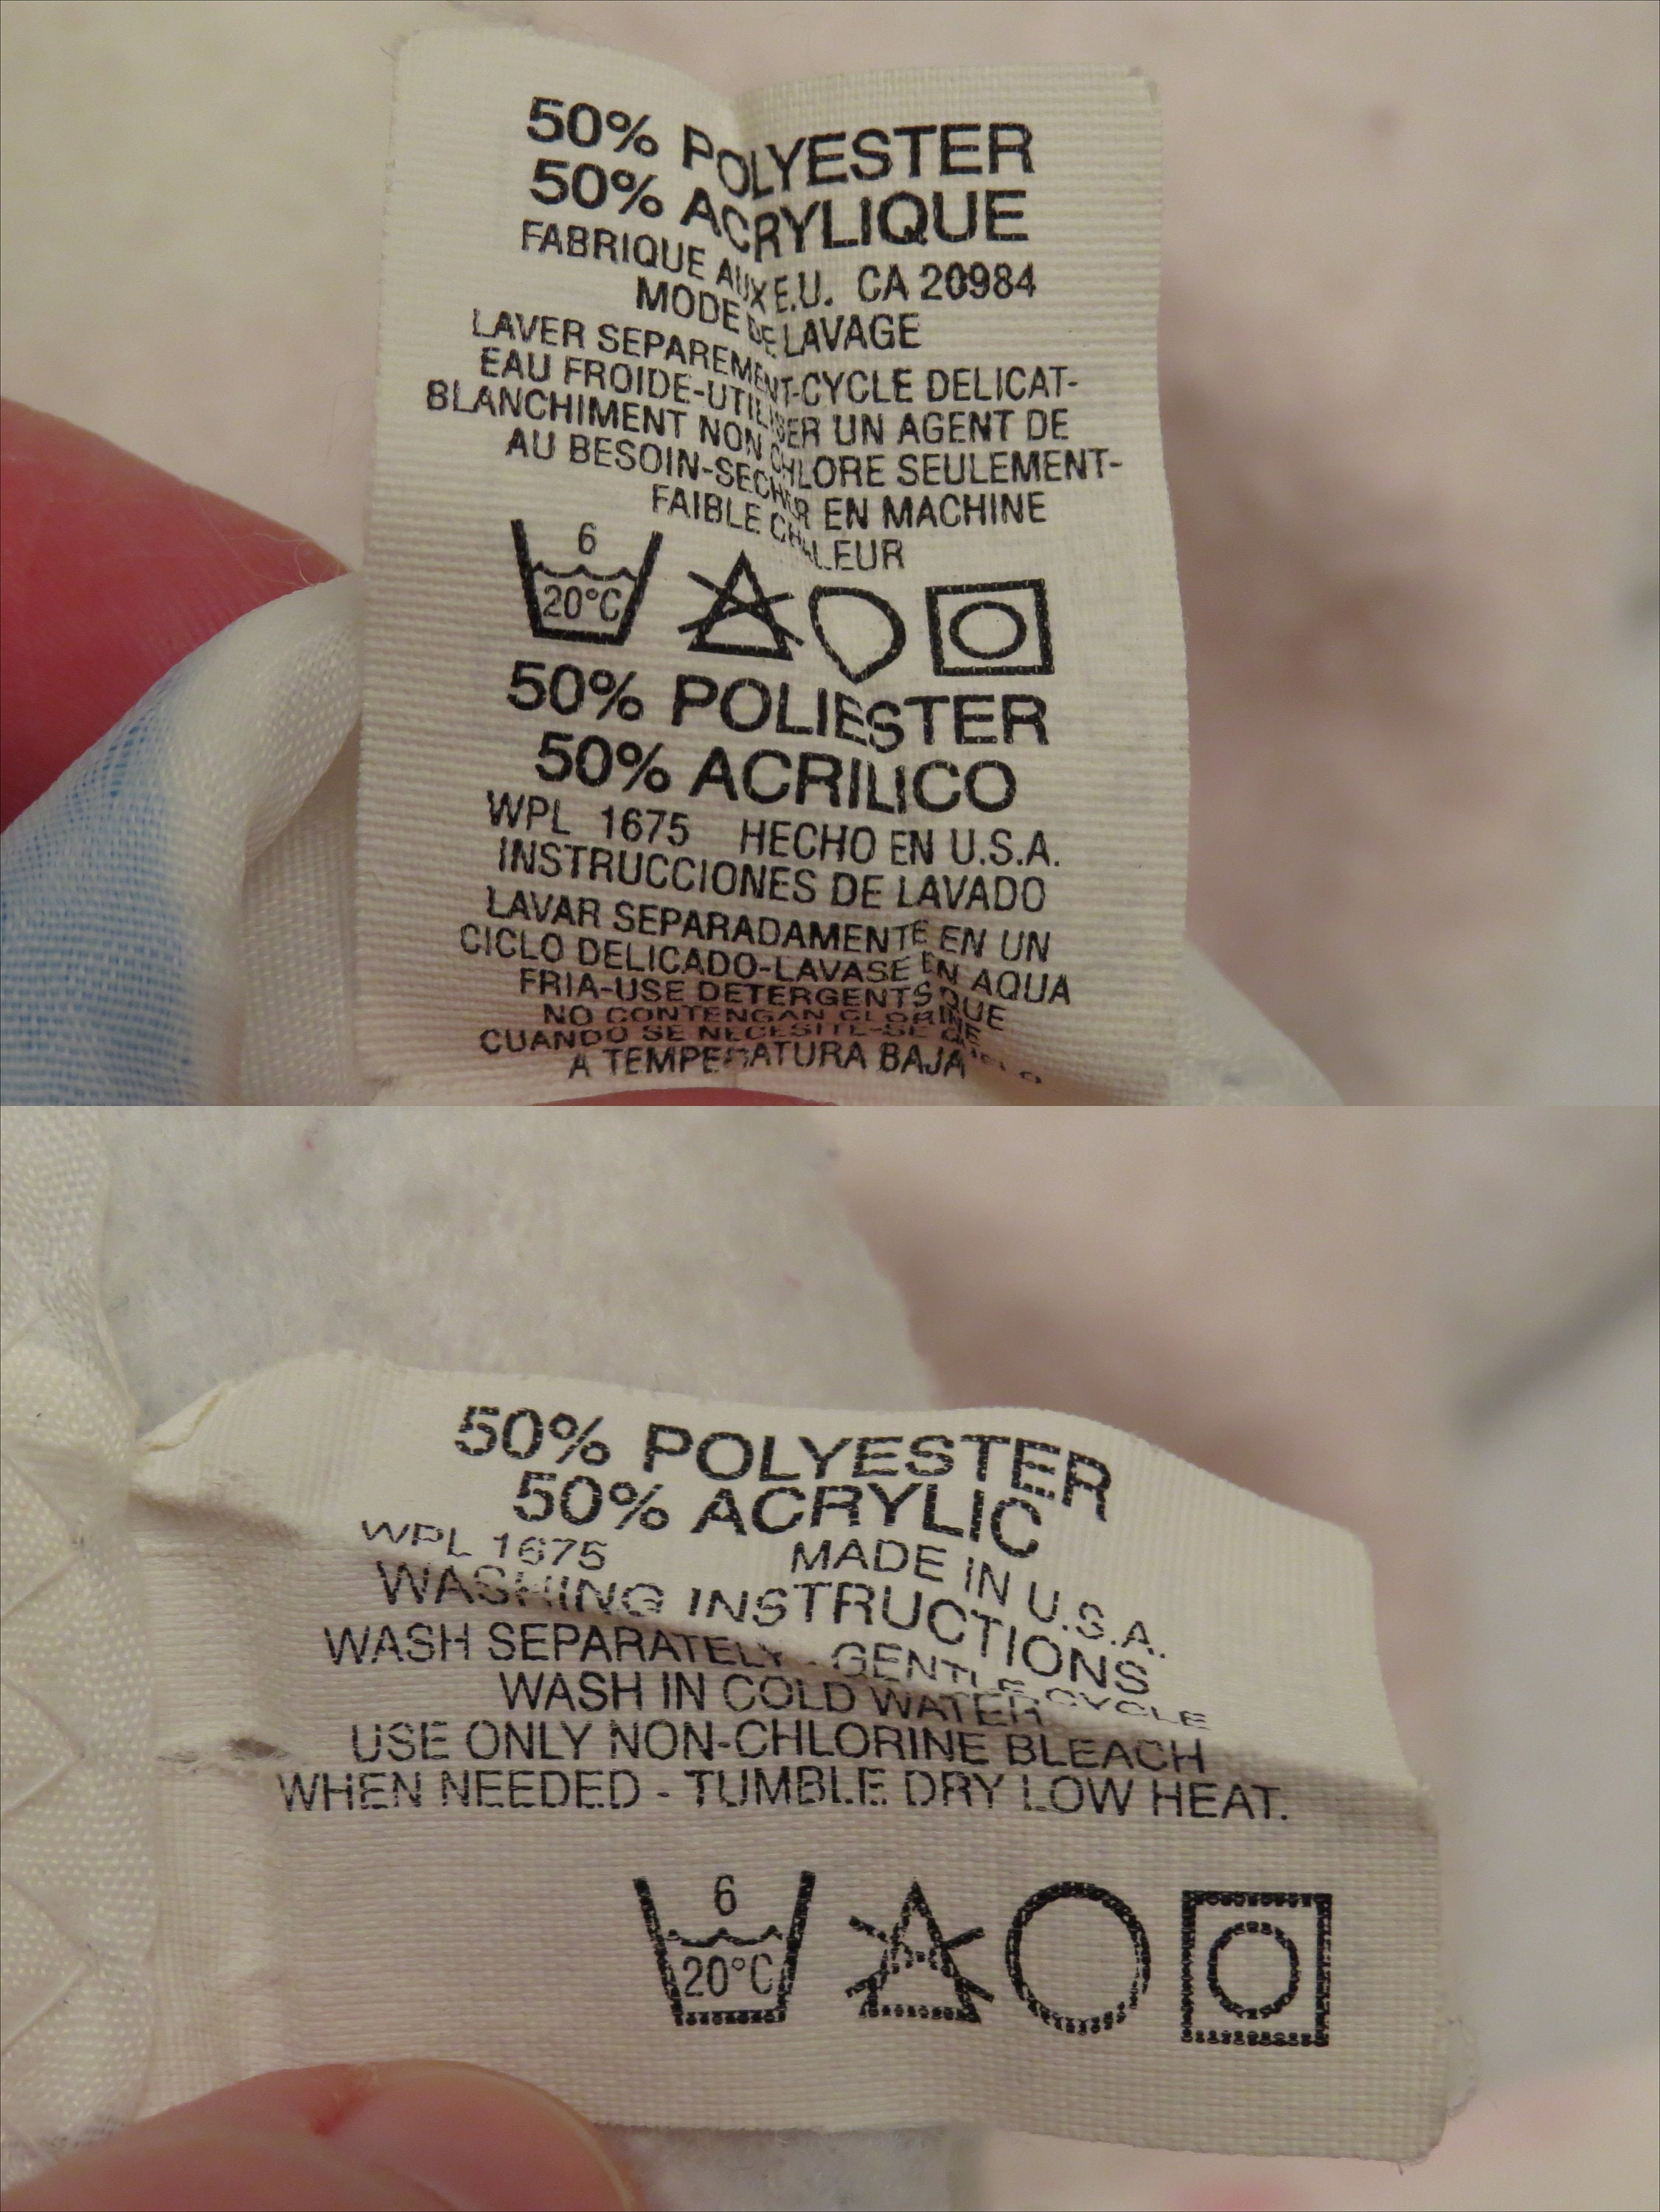 50% POLYESTER
50% ACRYLIQUE
FABRIQUE AUX E.U. CA 20984
MODE DE LAVAGE
LAVER SEPAREMENT-CYCLE DELICAT-
EAU FROIDE-UTILISER UN AGENT DE
BLANCHIMENT NON CHLORE SEULEMENT-
AU BESOIN-SECHER EN MACHINE
FAIBLE CHALEUR
6
20°C
50% POLIESTER
50% ACRILICO
WPL 1675 HECHO EN U.S.A.
INSTRUCCIONES DE LAVADO
LAVAR SEPARADAMENTE EN UN
CICLO DELICADO-LAVASE EN AQUA
FRIA-USE DETERGENTS QUE
NO CONTENGAN CLORINE
CUANDO SE NECESITE-SE
A TEMPERATURA BAJA
50% POLYESTER
50% ACRYLIC
WPL 1675 MADE IN U.S.A.
WASHING INSTRUCTIONS
WASH SEPARATELY - GENTLE CYCLE
WASH IN COLD WATER
USE ONLY NON-CHLORINE BLEACH
WHEN NEEDED - TUMBLE DRY LOW HEAT.
6
20°C